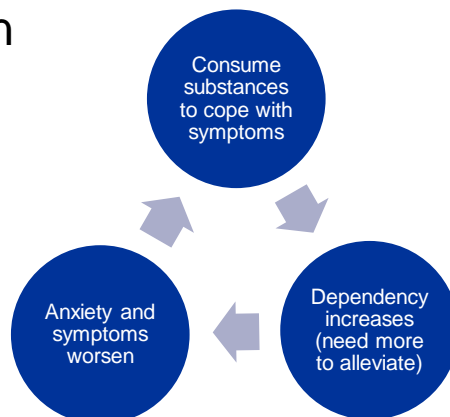 n
Consume
substances
to cope with
symptoms
Dependency
increases
(need more
to alleviate)
Anxiety and
symptoms
worsen